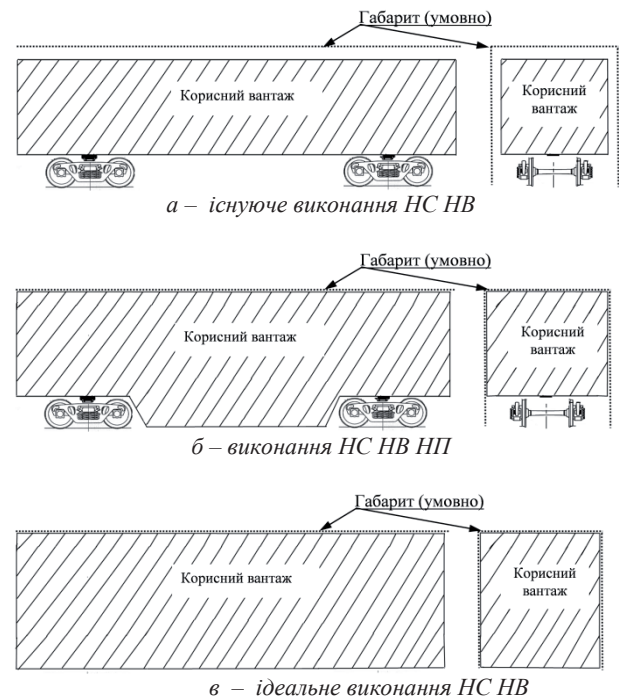 Габарит (умовно)
Корисний вантаж
Корисний
вантаж
а – існуюче виконання НС НВ
Габарит (умовно)
Корисний вантаж
Корисний
вантаж
б – виконання НС НВ НП
Габарит (умовно)
Корисний вантаж
Корисний
вантаж
в – ідеальне виконання НС НВ